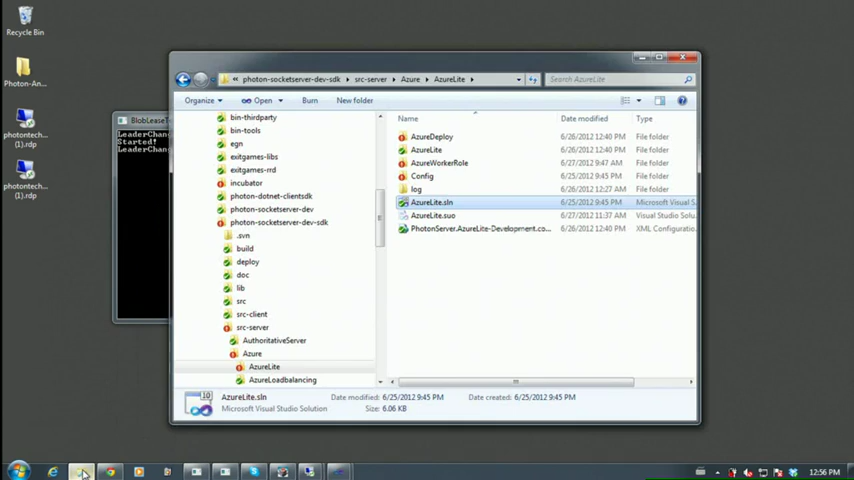 Recycle Bin
Photon-An...
photontech...
(1).rdp
photontech...
(1).rdp
BlobLeaseT
LeaderChan
Started!
LeaderChan
« photon-socketserver-dev-sdk ▸ src-server ▸ Azure ▸ AzureLite ▸
Search AzureLite
Organize Open Burn New folder
bin-thirdparty
bin-tools
egn
exitgames-libs
exitgames-rrd
incubator
photon-dotnet-clientsdk
photon-socketserver-dev
photon-socketserver-dev-sdk
.svn
build
deploy
doc
lib
src
src-client
src-server
AuthoritativeServer
Azure
AzureLite
AzureLoadbalancing
Name Date modified Type
AzureDeploy 6/26/2012 12:40 PM File folder
AzureLite 6/26/2012 12:40 PM File folder
AzureWorkerRole 6/27/2012 9:47 AM File folder
Config 6/25/2012 9:45 PM File folder
log 6/26/2012 12:27 AM File folder
AzureLite.sln 6/25/2012 9:45 PM Microsoft Visual S
AzureLite.suo 6/27/2012 11:37 AM Visual Studio Solu
PhotonServer.AzureLite-Development.co... 6/26/2012 12:40 PM XML Configuratio
10
AzureLite.sln Date modified: 6/25/2012 9:45 PM Date created: 6/25/2012 9:45 PM
Microsoft Visual Studio Solution Size: 6.06 KB
12:56 PM